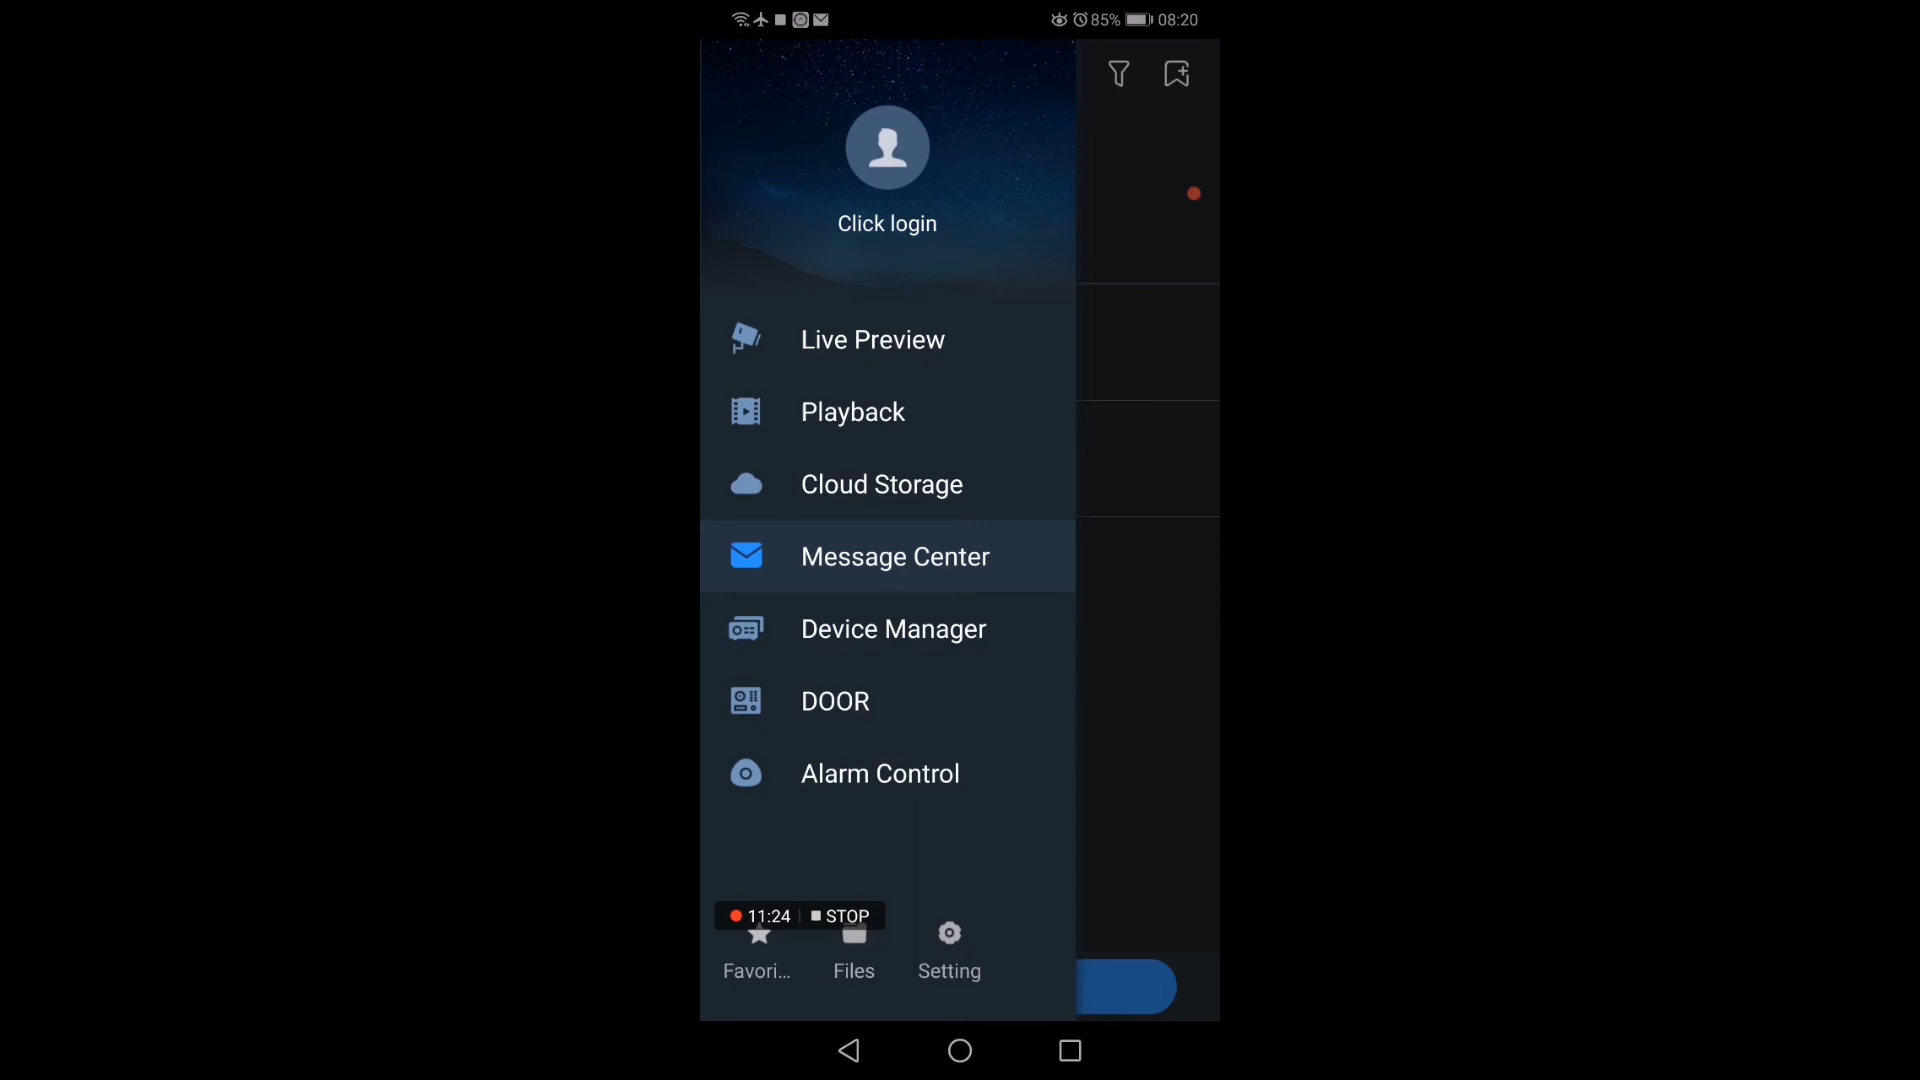 85% 08:20
Click login
Live Preview
Playback
Cloud Storage
Message Center
Device Manager
DOOR
Alarm Control
11:24 STOP
Favori... Files Setting